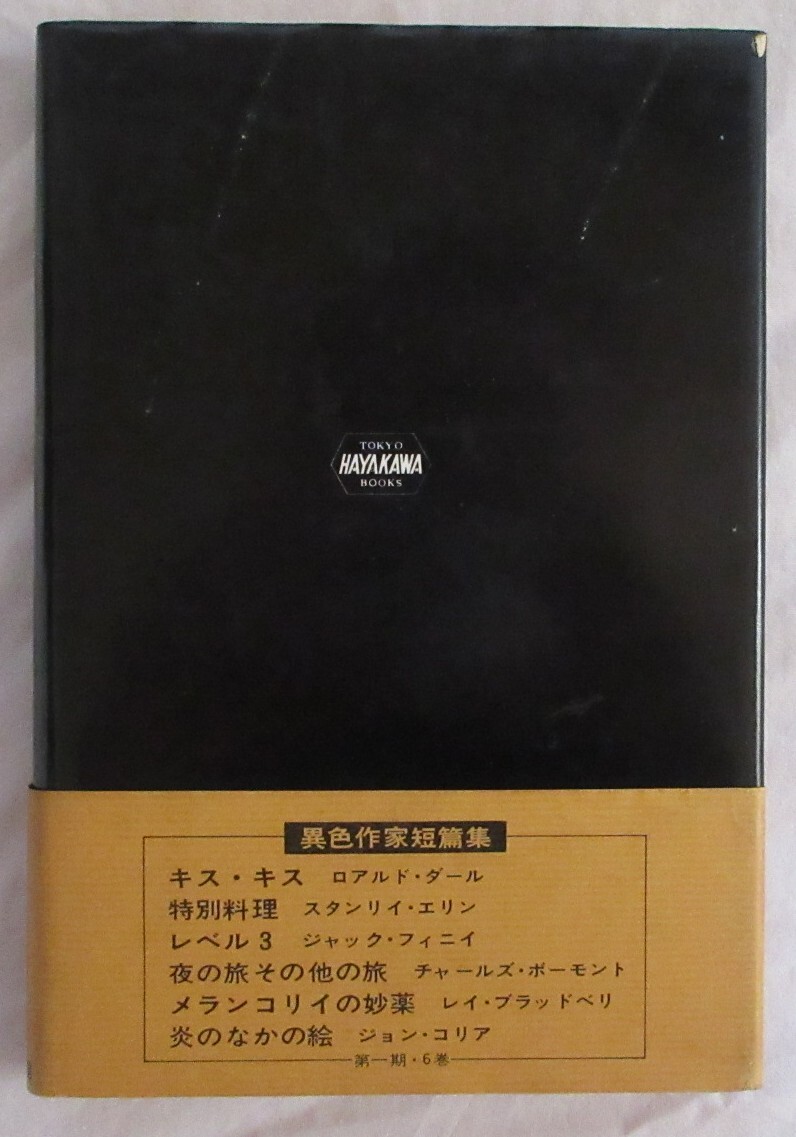 TOKYO
HAYAKAWA
BOOKS
異色作家短篇集
キス・キス ロアルド・ダール
特別料理 スタンリイ・エリン
レベル3 ジャック・フィニイ
夜の旅その他の旅 チャールズ・ボーモント
メランコリイの妙薬 レイ・ブラッドベリ
炎のなかの絵 ジョン・コリア
第一期・6巻